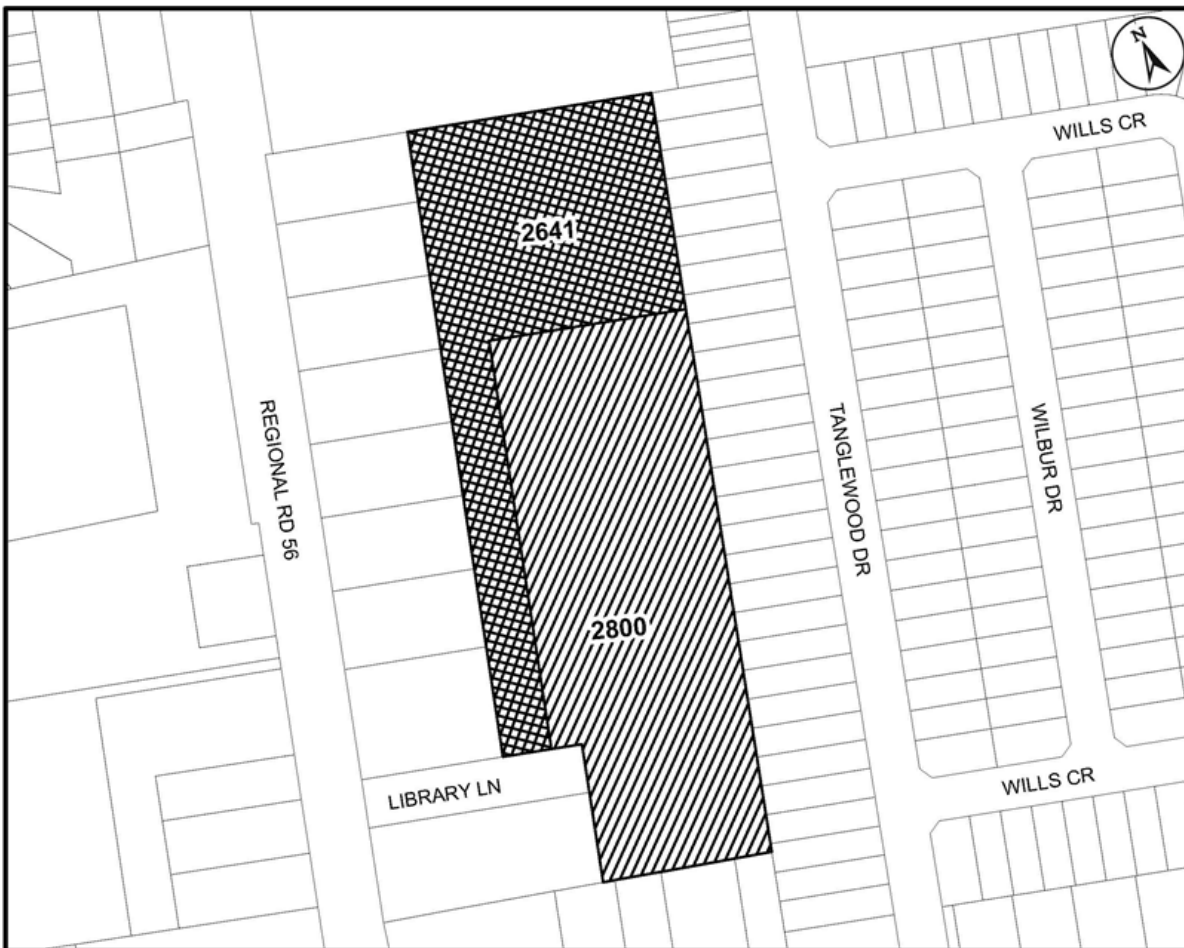 N
WILLS CR
2641
REGIONAL RD 56
TANGLEWOOD DR
WILBUR DR
2800
WILLS CR
LIBRARY LN